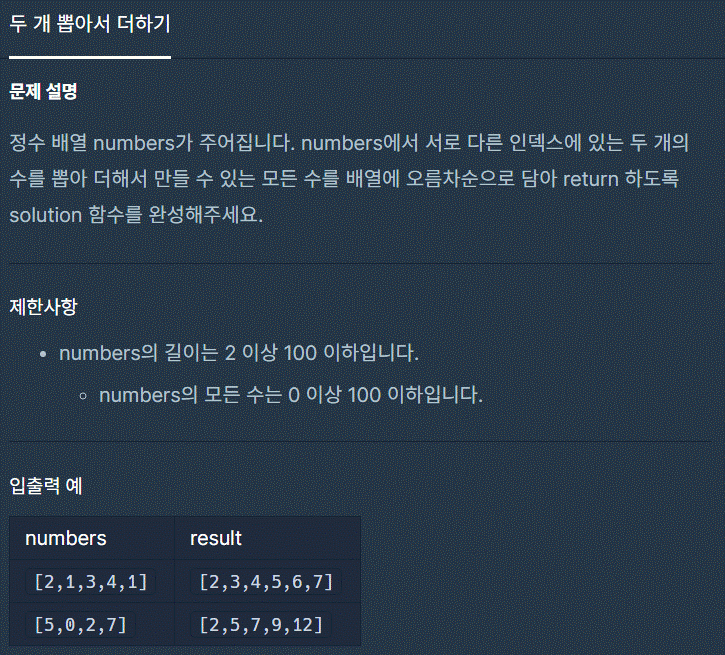 두 개 뽑아서 더하기
문제 설명
정수 배열 numbers가 주어집니다. numbers에서 서로 다른 인덱스에 있는 두 개의
수를 뽑아 더해서 만들 수 있는 모든 수를 배열에 오름차순으로 담아 return 하도록
solution 함수를 완성해주세요.
제한사항
• numbers의 길이는 2 이상 100 이하입니다.
◦ numbers의 모든 수는 0 이상 100 이하입니다.
입출력 예
numbers result
[2,1,3,4,1] [2,3,4,5,6,7]
[5,0,2,7] [2,5,7,9,12]